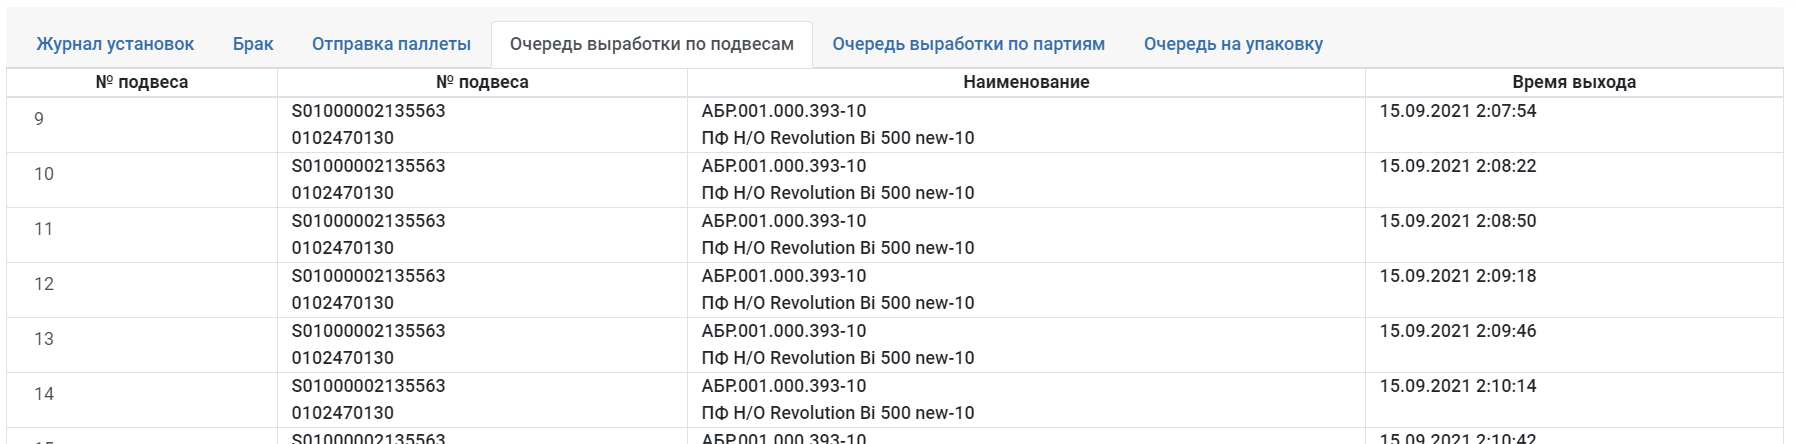 Журнал установок Брак Отправка паллеты Очередь выработки по подвесам Очередь выработки по партиям Очередь на упаковку
№ подвеса № подвеса Наименование Время выхода
9 S01000002135563 АБР.001.000.393-10 15.09.2021 2:07:54
0102470130 ПФ Н/О Revolution Bi 500 new-10
10 S01000002135563 АБР.001.000.393-10 15.09.2021 2:08:22
0102470130 ПФ Н/О Revolution Bi 500 new-10
11 S01000002135563 АБР.001.000.393-10 15.09.2021 2:08:50
0102470130 ПФ Н/О Revolution Bi 500 new-10
12 S01000002135563 АБР.001.000.393-10 15.09.2021 2:09:18
0102470130 ПФ Н/О Revolution Bi 500 new-10
13 S01000002135563 АБР.001.000.393-10 15.09.2021 2:09:46
0102470130 ПФ Н/О Revolution Bi 500 new-10
14 S01000002135563 АБР.001.000.393-10 15.09.2021 2:10:14
0102470130 ПФ Н/О Revolution Bi 500 new-10
S01000002135563 АБР.001.000.393-10 15.09.2021 2:10:42